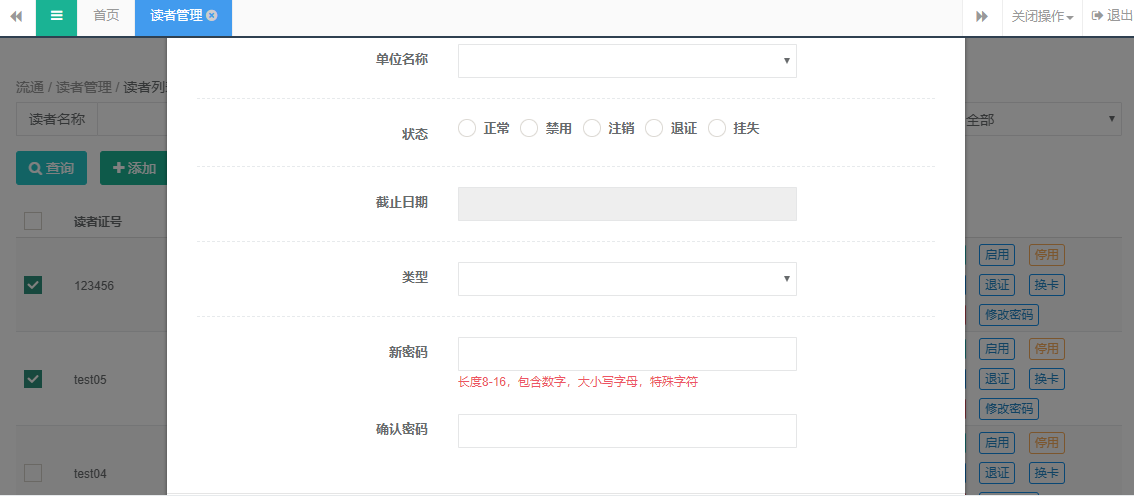 首页 读者管理 关闭操作 退出
流通 / 读者管理 / 读者列
读者名称 全部
查询 添加
读者证号
123456 启用 停用
退证 换卡
修改密码
test05 启用 停用
退证 换卡
修改密码
test04 启用 停用
退证 换卡
单位名称
状态 正常 禁用 注销 退证 挂失
截止日期
类型
新密码
长度8-16，包含数字，大小写字母，特殊字符
确认密码